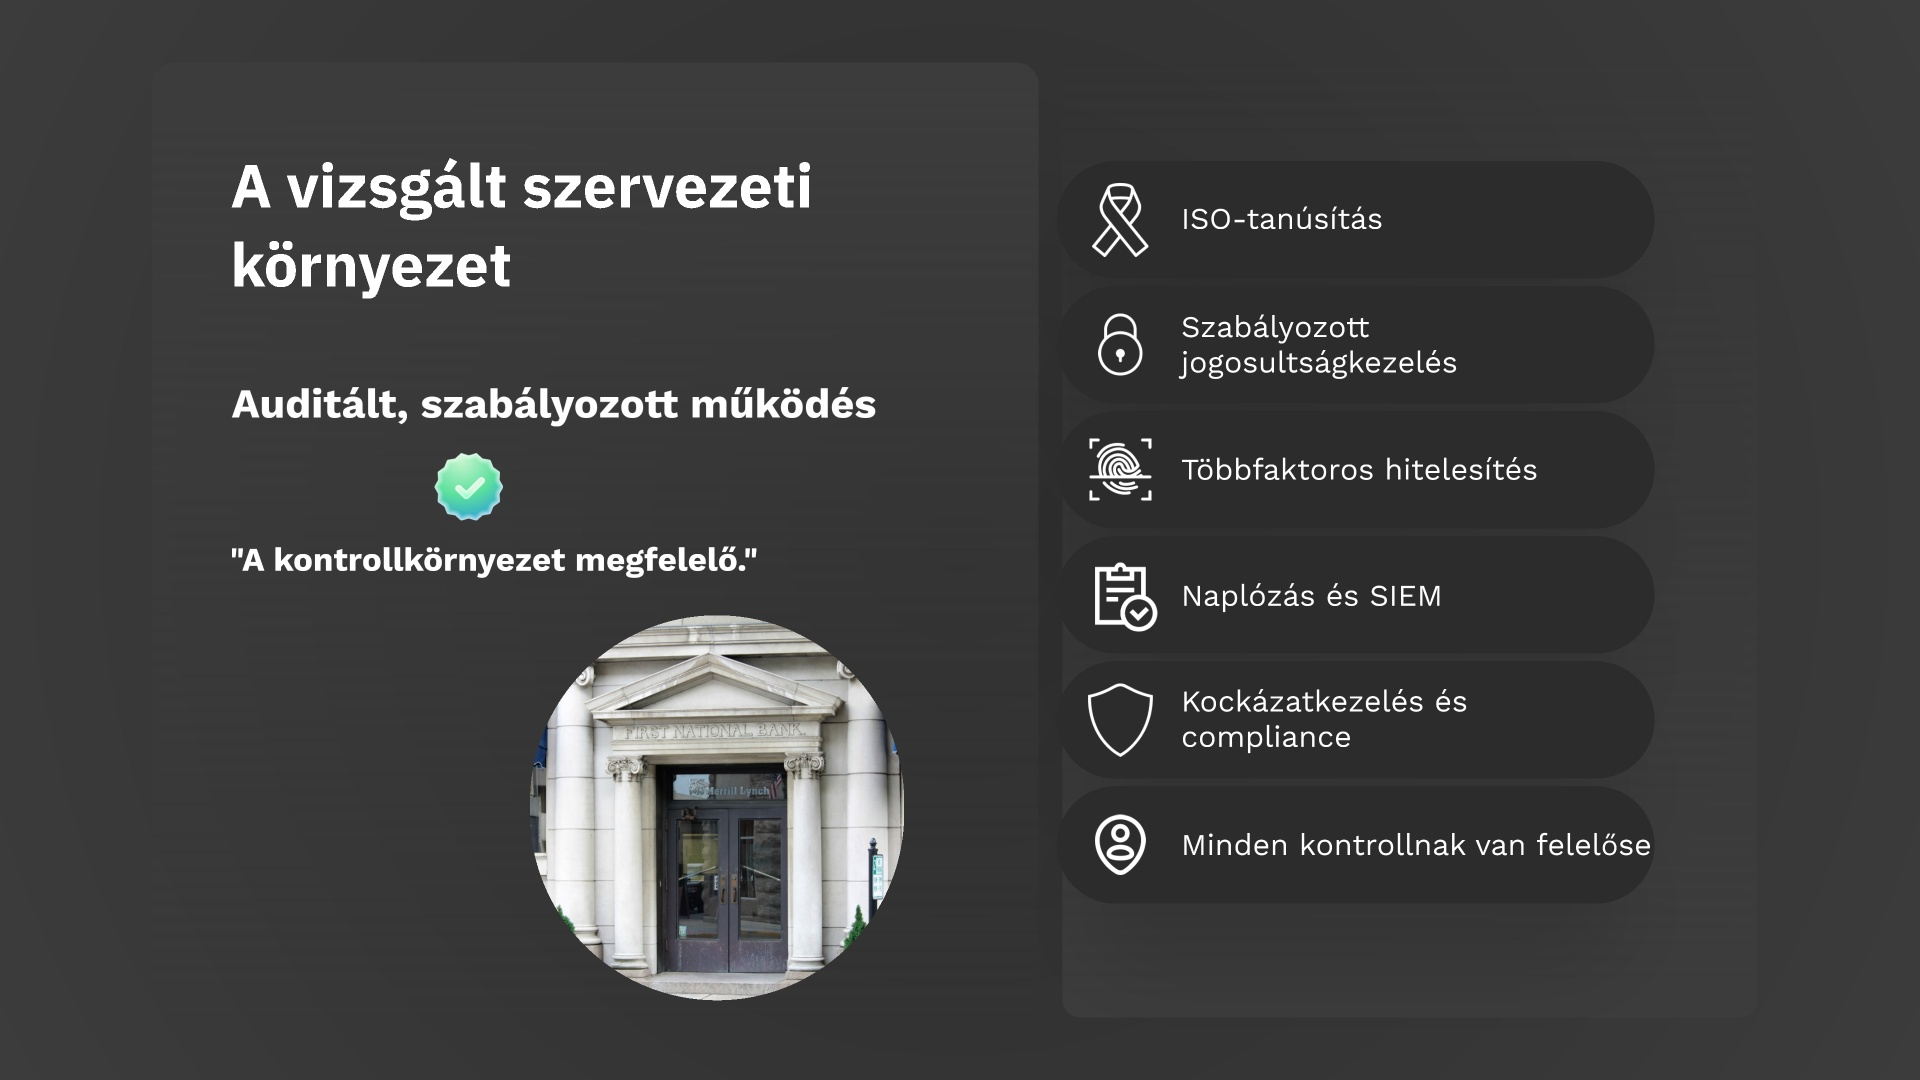 A vizsgált szervezeti
környezet
Auditált, szabályozott működés
"A kontrollkörnyezet megfelelő."
FIRST NATIONAL BANK.
Merrill Lynch
ISO-tanúsítás
Szabályozott
jogosultságkezelés
Többfaktoros hitelesítés
Naplózás és SIEM
Kockázatkezelés és
compliance
Minden kontrollnak van felelőse